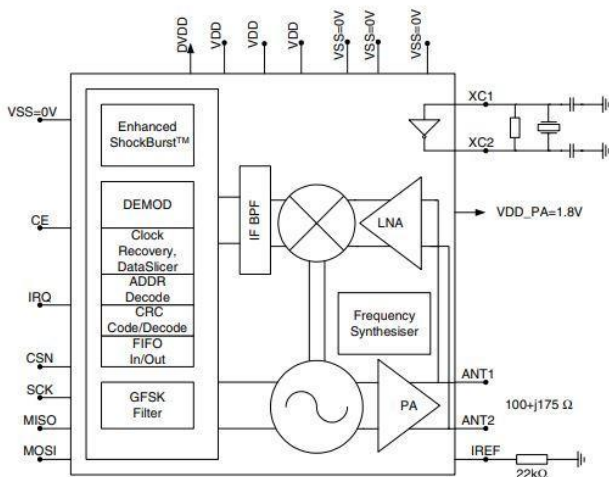 DVDD
VDD
VDD
VDD
VSS=0V
VSS=0V
VSS=0V
VSS=0V
CE
IRQ
CSN
SCK
MISO
MOSI
Enhanced
ShockBurst™
DEMOD
Clock
Recovery,
DataSlicer
ADDR
Decode
CRC
Code/Decode
FIFO
In/Out
GFSK
Filter
IF BPF
LNA
Frequency
Synthesiser
PA
XC1
XC2
VDD_PA=1.8V
ANT1
100+j175 Ω
ANT2
IREF
22kΩ